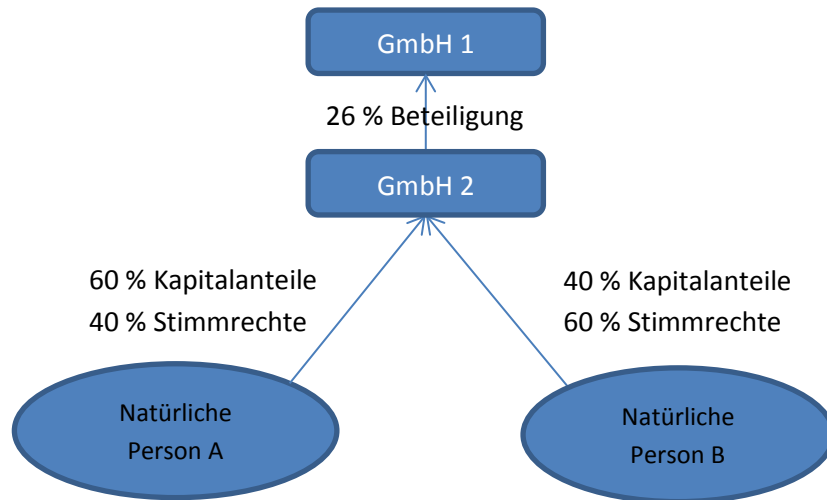 GmbH 1
26 % Beteiligung
GmbH 2
60 % Kapitalanteile
40 % Stimmrechte
40 % Kapitalanteile
60 % Stimmrechte
Natürliche
Person A
Natürliche
Person B